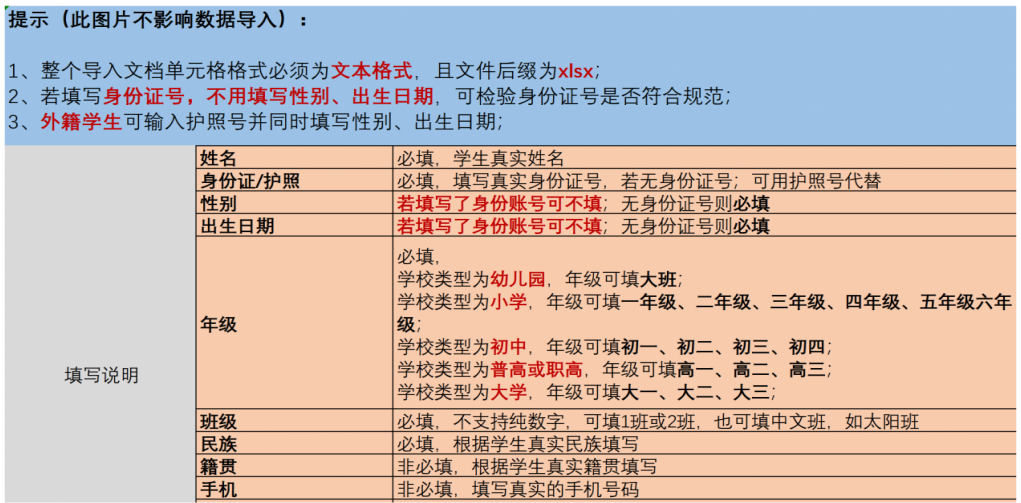 提示（此图片不影响数据导入）：
1、整个导入文档单元格格式必须为文本格式，且文件后缀为xlsx；
2、若填写身份证号，不用填写性别、出生日期，可检验身份证号是否符合规范；
3、外籍学生可输入护照号并同时填写性别、出生日期；
填写说明
姓名 必填，学生真实姓名
身份证/护照 必填，填写真实身份证号，若无身份证号；可用护照号代替
性别 若填写了身份账号可不填；无身份证号则必填
出生日期 若填写了身份账号可不填；无身份证号则必填
年级
必填，
学校类型为幼儿园，年级可填大班；
学校类型为小学，年级可填一年级、二年级、三年级、四年级、五年级六年
级；
学校类型为初中，年级可填初一、初二、初三、初四；
学校类型为普高或职高，年级可填高一、高二、高三；
学校类型为大学，年级可填大一、大二、大三；
班级 必填，不支持纯数字，可填1班或2班，也可填中文班，如太阳班
民族 必填，根据学生真实民族填写
籍贯 非必填，根据学生真实籍贯填写
手机 非必填，填写真实的手机号码